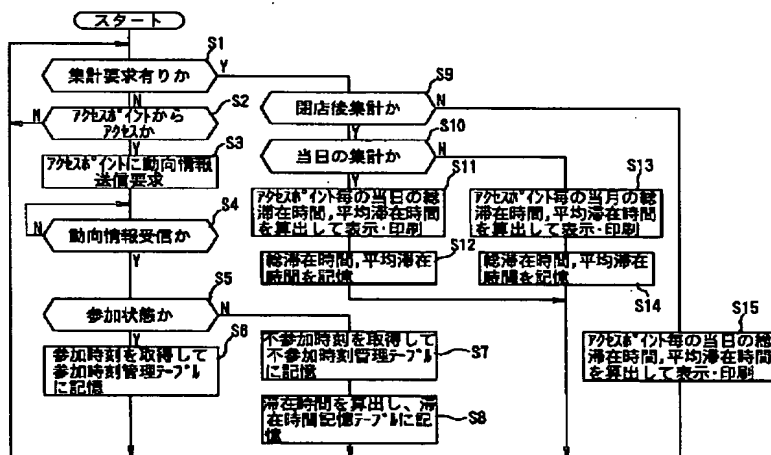 スタート
S1
集計要求有りか
Y
N
S2
アクセスポイントから
アクセスか
N
Y
S3
アクセスポイントに動向情報
送信要求
S4
動向情報受信か
N
Y
S5
参加状態か
N
Y
S6
参加時刻を取得して
参加時刻管理テーブル
に記憶
不参加時刻を取得して
不参加時刻管理テーブル
に記憶
S7
滞在時間を算出し、滞
在時間記憶テーブルに記
憶
S8
S9
閉店後集計か
N
Y
S10
当日の集計か
N
Y
S11
アクセスポイント毎の当日の総
滞在時間,平均滞在時間
を算出して表示・印刷
S12
総滞在時間,平均滞在
時間を記憶
S13
アクセスポイント毎の当月の総
滞在時間,平均滞在時間
を算出して表示・印刷
総滞在時間,平均滞在
時間を記憶
S14
S15
アクセスポイント毎の当日の総
滞在時間,平均滞在時間
を算出して表示・印刷